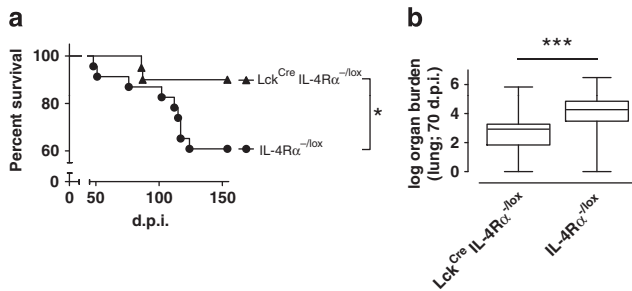 a
Percent survival
100
80
60
0
0
50
100
150
d.p.i.
Lck^Cre IL-4Rα^−/lox
IL-4Rα^−/lox
*
b
log organ burden
(lung; 70 d.p.i.)
6
4
2
0
***
Lck^Cre IL-4Rα^-/lox
IL-4Rα^-/lox